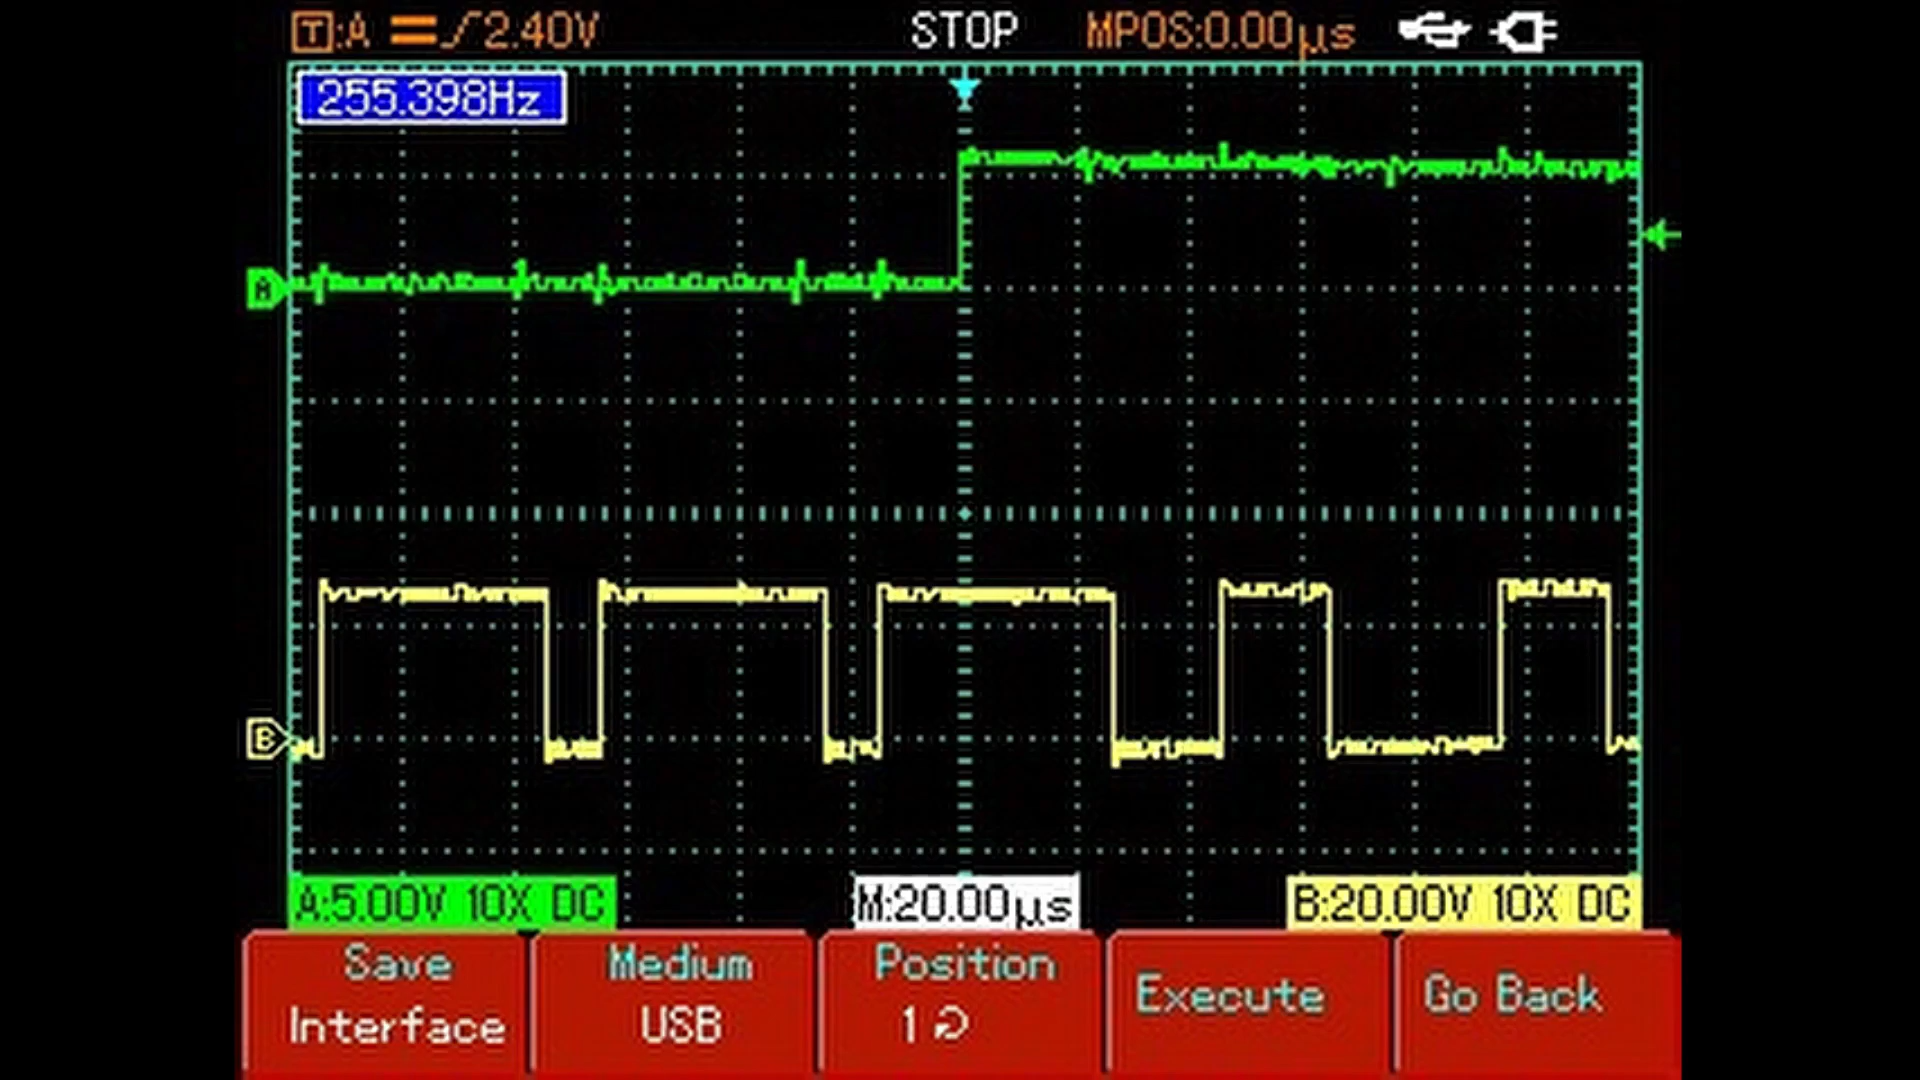 T:A 2.40V STOP MPOS:0.00µs
255.398Hz
A
B
A:5.00V 10X DC M:20.00µs B:20.00V 10X DC
Save Medium Position Execute Go Back
Interface USB 1